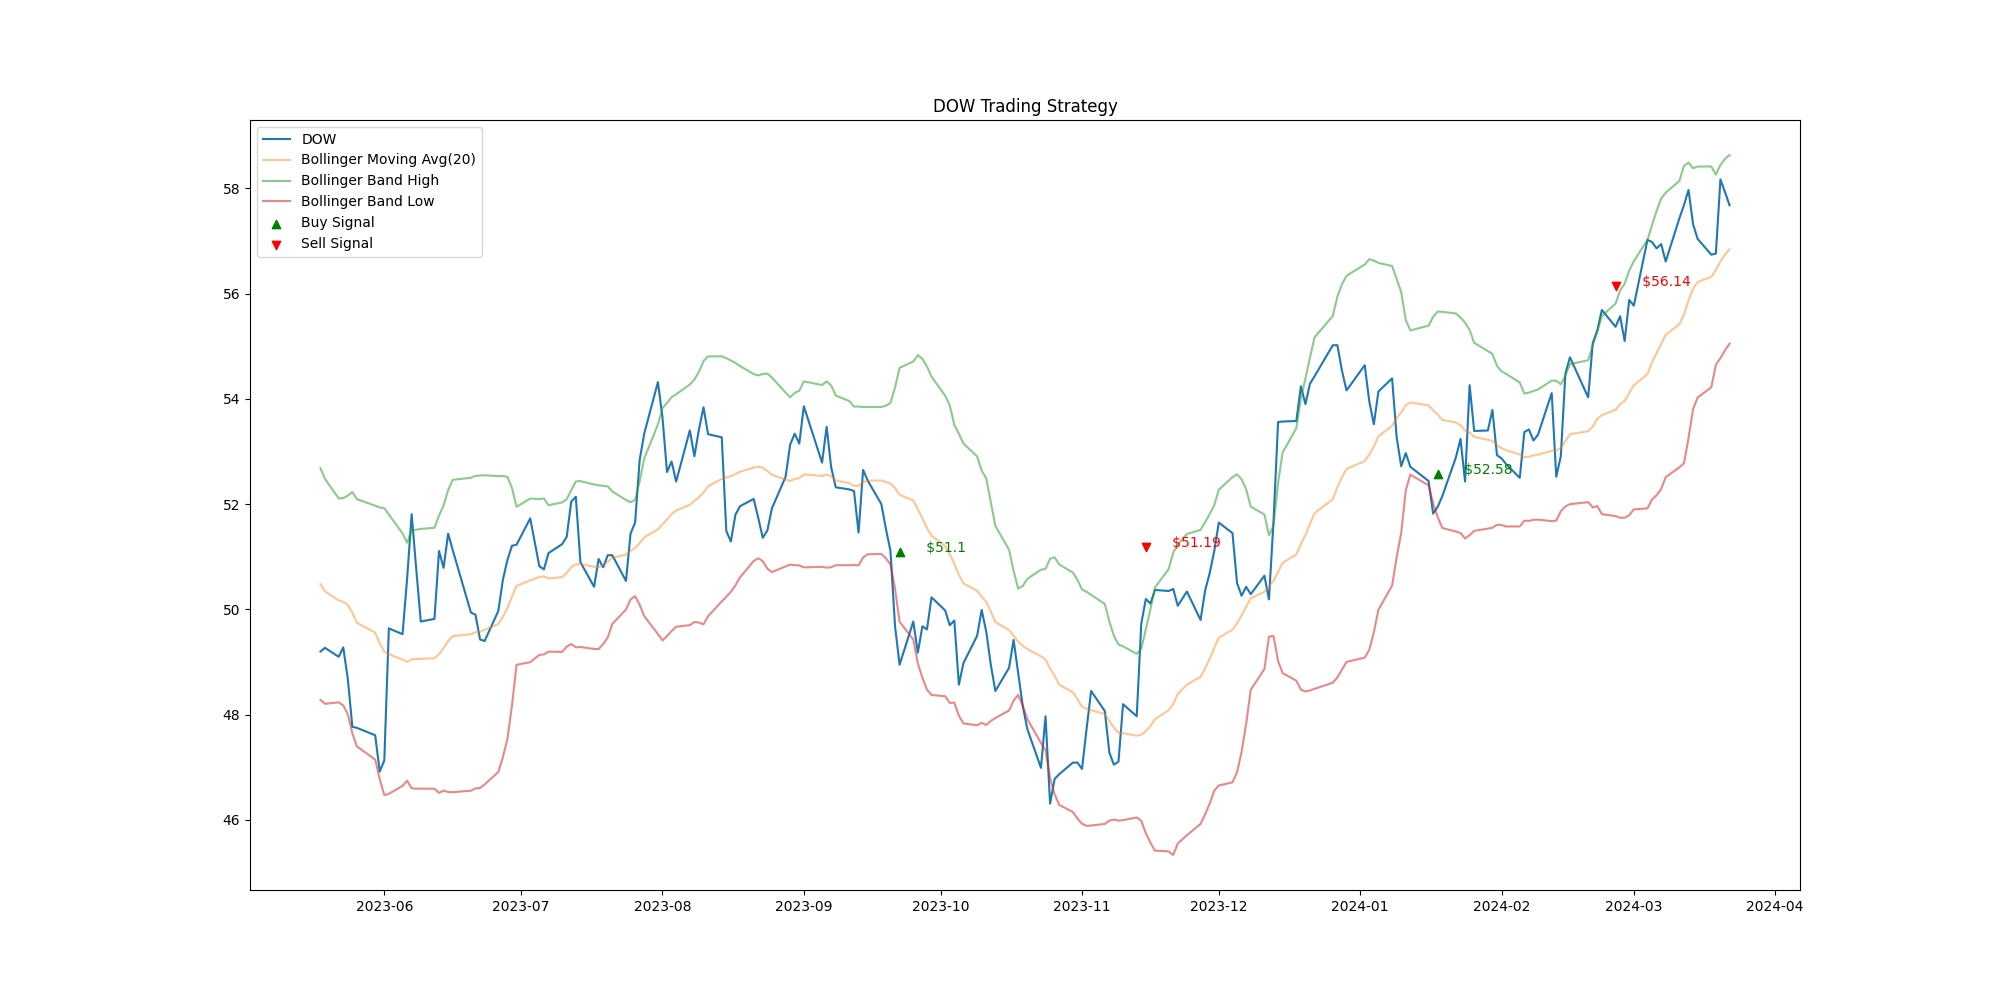 DOW Trading Strategy
DOW
Bollinger Moving Avg(20)
Bollinger Band High
Bollinger Band Low
Buy Signal
Sell Signal
58
56
54
52
50
48
46
$56.14
$52.58
$51.1
$51.19
2023-06 2023-07 2023-08 2023-09 2023-10 2023-11 2023-12 2024-01 2024-02 2024-03 2024-04